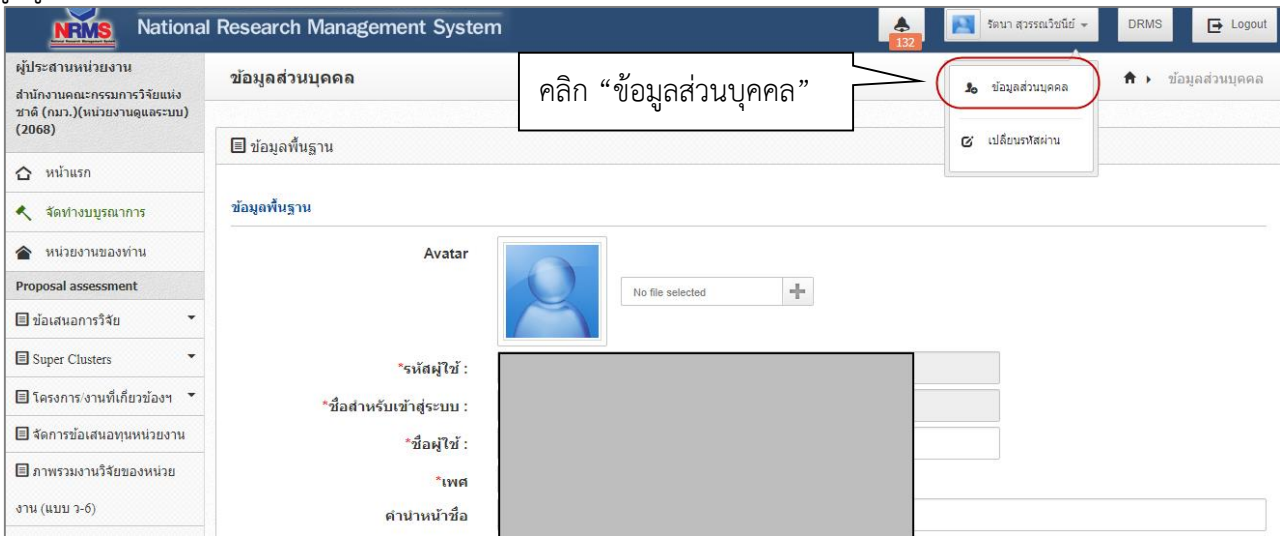 NRMS National Research Management System
132
รัตนา สุวรรณวิชนีย์
DRMS
Logout
ผู้ประสานหน่วยงาน
สำนักงานคณะกรรมการวิจัยแห่ง
ชาติ (กมว.)(หน่วยงานดูแลระบบ)
(2068)
ข้อมูลส่วนบุคคล
คลิก “ข้อมูลส่วนบุคคล”
ข้อมูลส่วนบุคคล
เปลี่ยนรหัสผ่าน
ข้อมูลส่วนบุคคล
หน้าแรก
จัดทำงบบูรณาการ
หน่วยงานของท่าน
Proposal assessment
ข้อเสนอการวิจัย
Super Clusters
โครงการ/งานที่เกี่ยวข้องฯ
จัดการข้อเสนอทุนหน่วยงาน
ภาพรวมงานวิจัยของหน่วย
งาน (แบบ ว-๖)
ข้อมูลพื้นฐาน
ข้อมูลพื้นฐาน
Avatar
No file selected
*รหัสผู้ใช้ :
*ชื่อสำหรับเข้าสู่ระบบ :
*ชื่อผู้ใช้ :
*เพศ
คำนำหน้าชื่อ